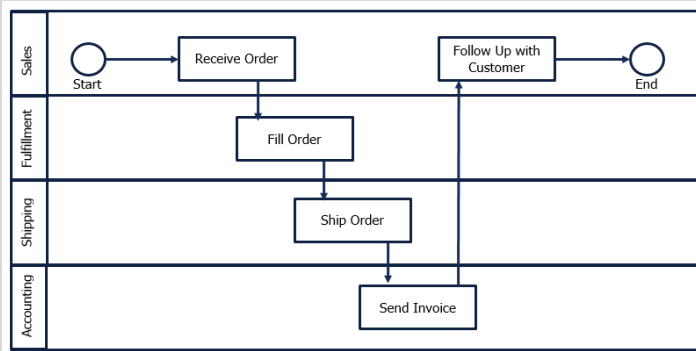 Sales
Start
Receive Order
Follow Up with
Customer
End
Fulfillment
Fill Order
Shipping
Ship Order
Accounting
Send Invoice